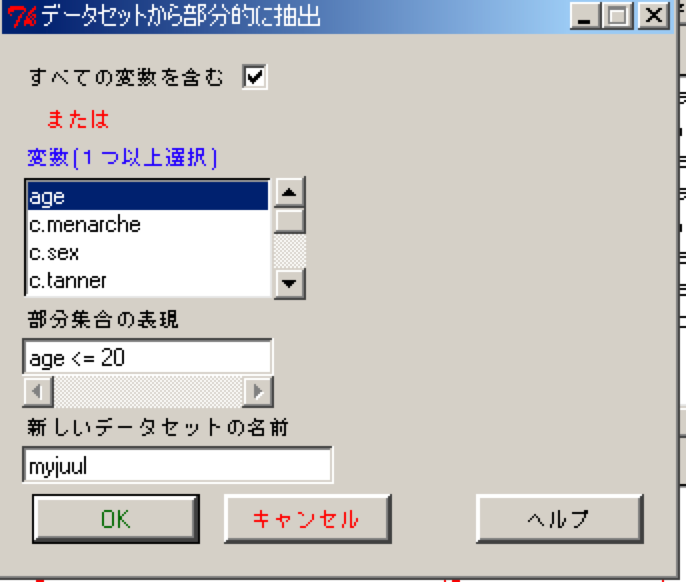 データセットから部分的に抽出
すべての変数を含む
または
変数(1つ以上選択)
age
c.menarche
c.sex
c.tanner
部分集合の表現
age <= 20
新しいデータセットの名前
myjuul
OK キャンセル ヘルプ